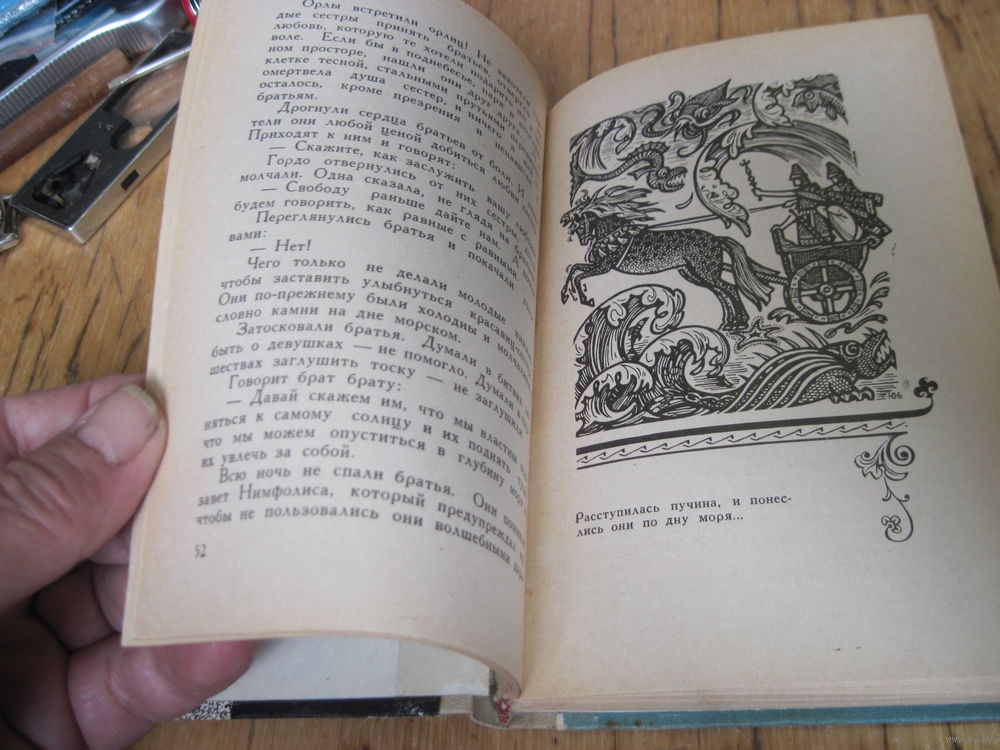 Орлы встретили орлиц! Не захо-
дые сестры принять братьев, ответить
любовь, которую те хотели подарить
воле. Если бы в поднебесье, паря
ном просторе, нашли они друг друга
клетке тесной, стальными прутьями
омертвела душа сестер, и ничего в
осталось, кроме презрения и ненависти
братьям.
Дрогнули сердца братьев от боли. И
тели они любой ценой добиться любви
Приходят к ним и говорят:
— Скажите, как заслужить вашу
Гордо отвернулись от них сестры,
молчали. Одна сказала, не глядя на
— Свободу раньше дайте нам. А
будем говорить, как равные с равными.
Переглянулись братья и покачали
вами:
— Нет!
Чего только не делали молодые
чтобы заставить улыбнуться красавиц
Они по-прежнему были холодны и молчаливы
словно камни на дне морском.
Затосковали братья. Думали в битвах
быть о девушках — не помогло. Думали в
шествах заглушить тоску — не заглушили
Говорит брат брату:
— Давай скажем им, что мы властны
няться к самому солнцу и их поднять
что мы можем опуститься в глубину моря
их увлечь за собой.
Всю ночь не спали братья. Они
завет Нимфолиса, который предупреждал
чтобы не пользовались они волшебными
52
Расступилась пучина, и понес-
лись они по дну моря...
www.ay.by